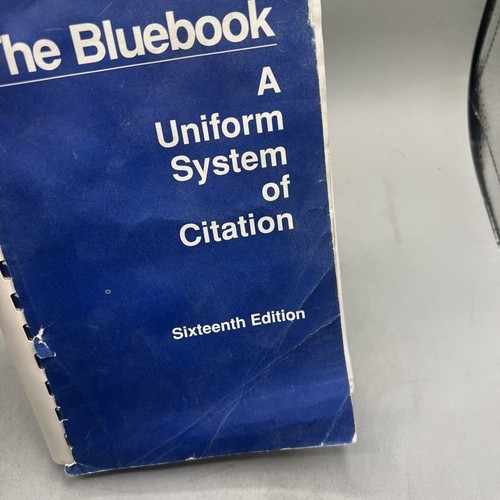 The Bluebook
A
Uniform
System
of
Citation
Sixteenth Edition